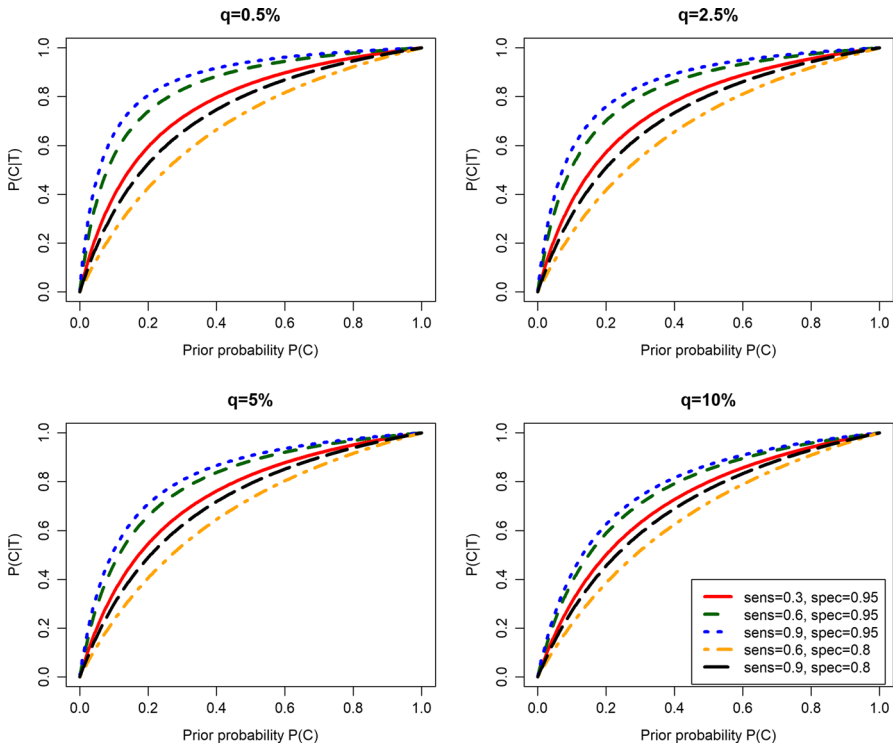 q=0.5%
P(C|T)
1.0
0.8
0.6
0.4
0.2
0.0
0.0 0.2 0.4 0.6 0.8 1.0
Prior probability P(C)
q=2.5%
P(C|T)
1.0
0.8
0.6
0.4
0.2
0.0
0.0 0.2 0.4 0.6 0.8 1.0
Prior probability P(C)
q=5%
P(C|T)
1.0
0.8
0.6
0.4
0.2
0.0
0.0 0.2 0.4 0.6 0.8 1.0
Prior probability P(C)
q=10%
P(C|T)
1.0
0.8
0.6
0.4
0.2
0.0
sens=0.3, spec=0.95
sens=0.6, spec=0.95
sens=0.9, spec=0.95
sens=0.6, spec=0.8
sens=0.9, spec=0.8
0.0 0.2 0.4 0.6 0.8 1.0
Prior probability P(C)